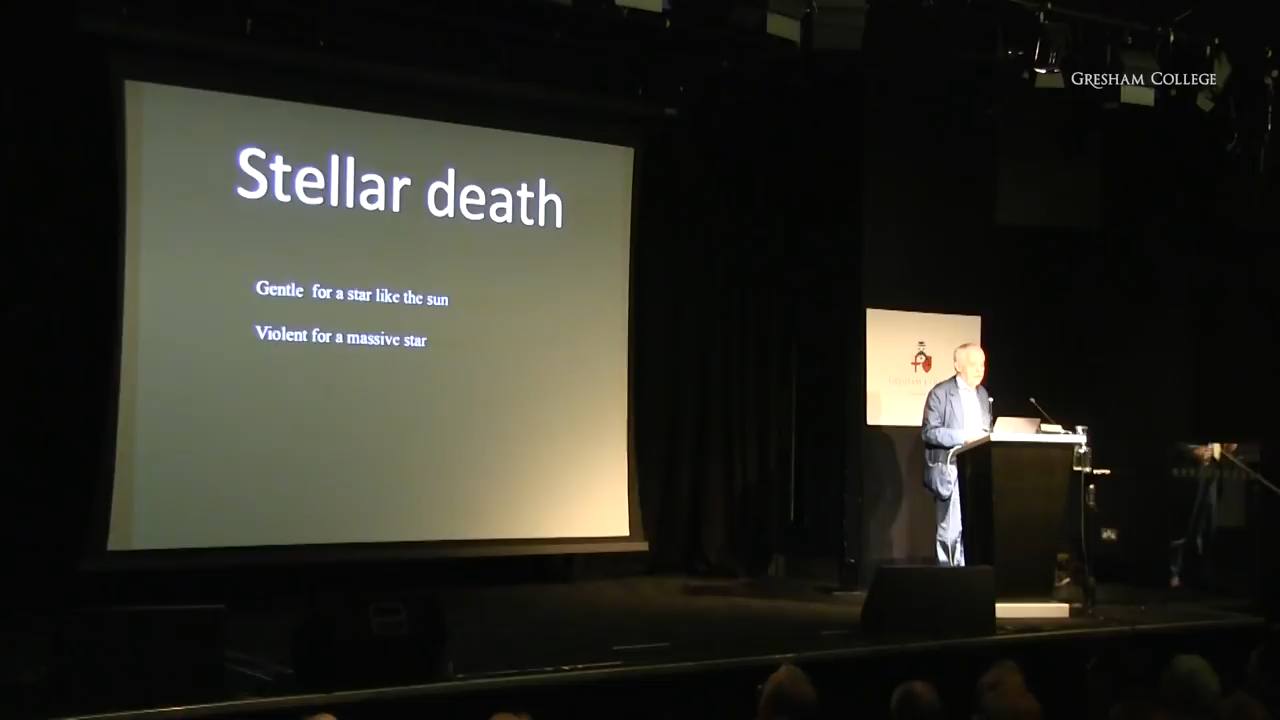 GRESHAM COLLEGE
Stellar death
Gentle for a star like the sun
Violent for a massive star